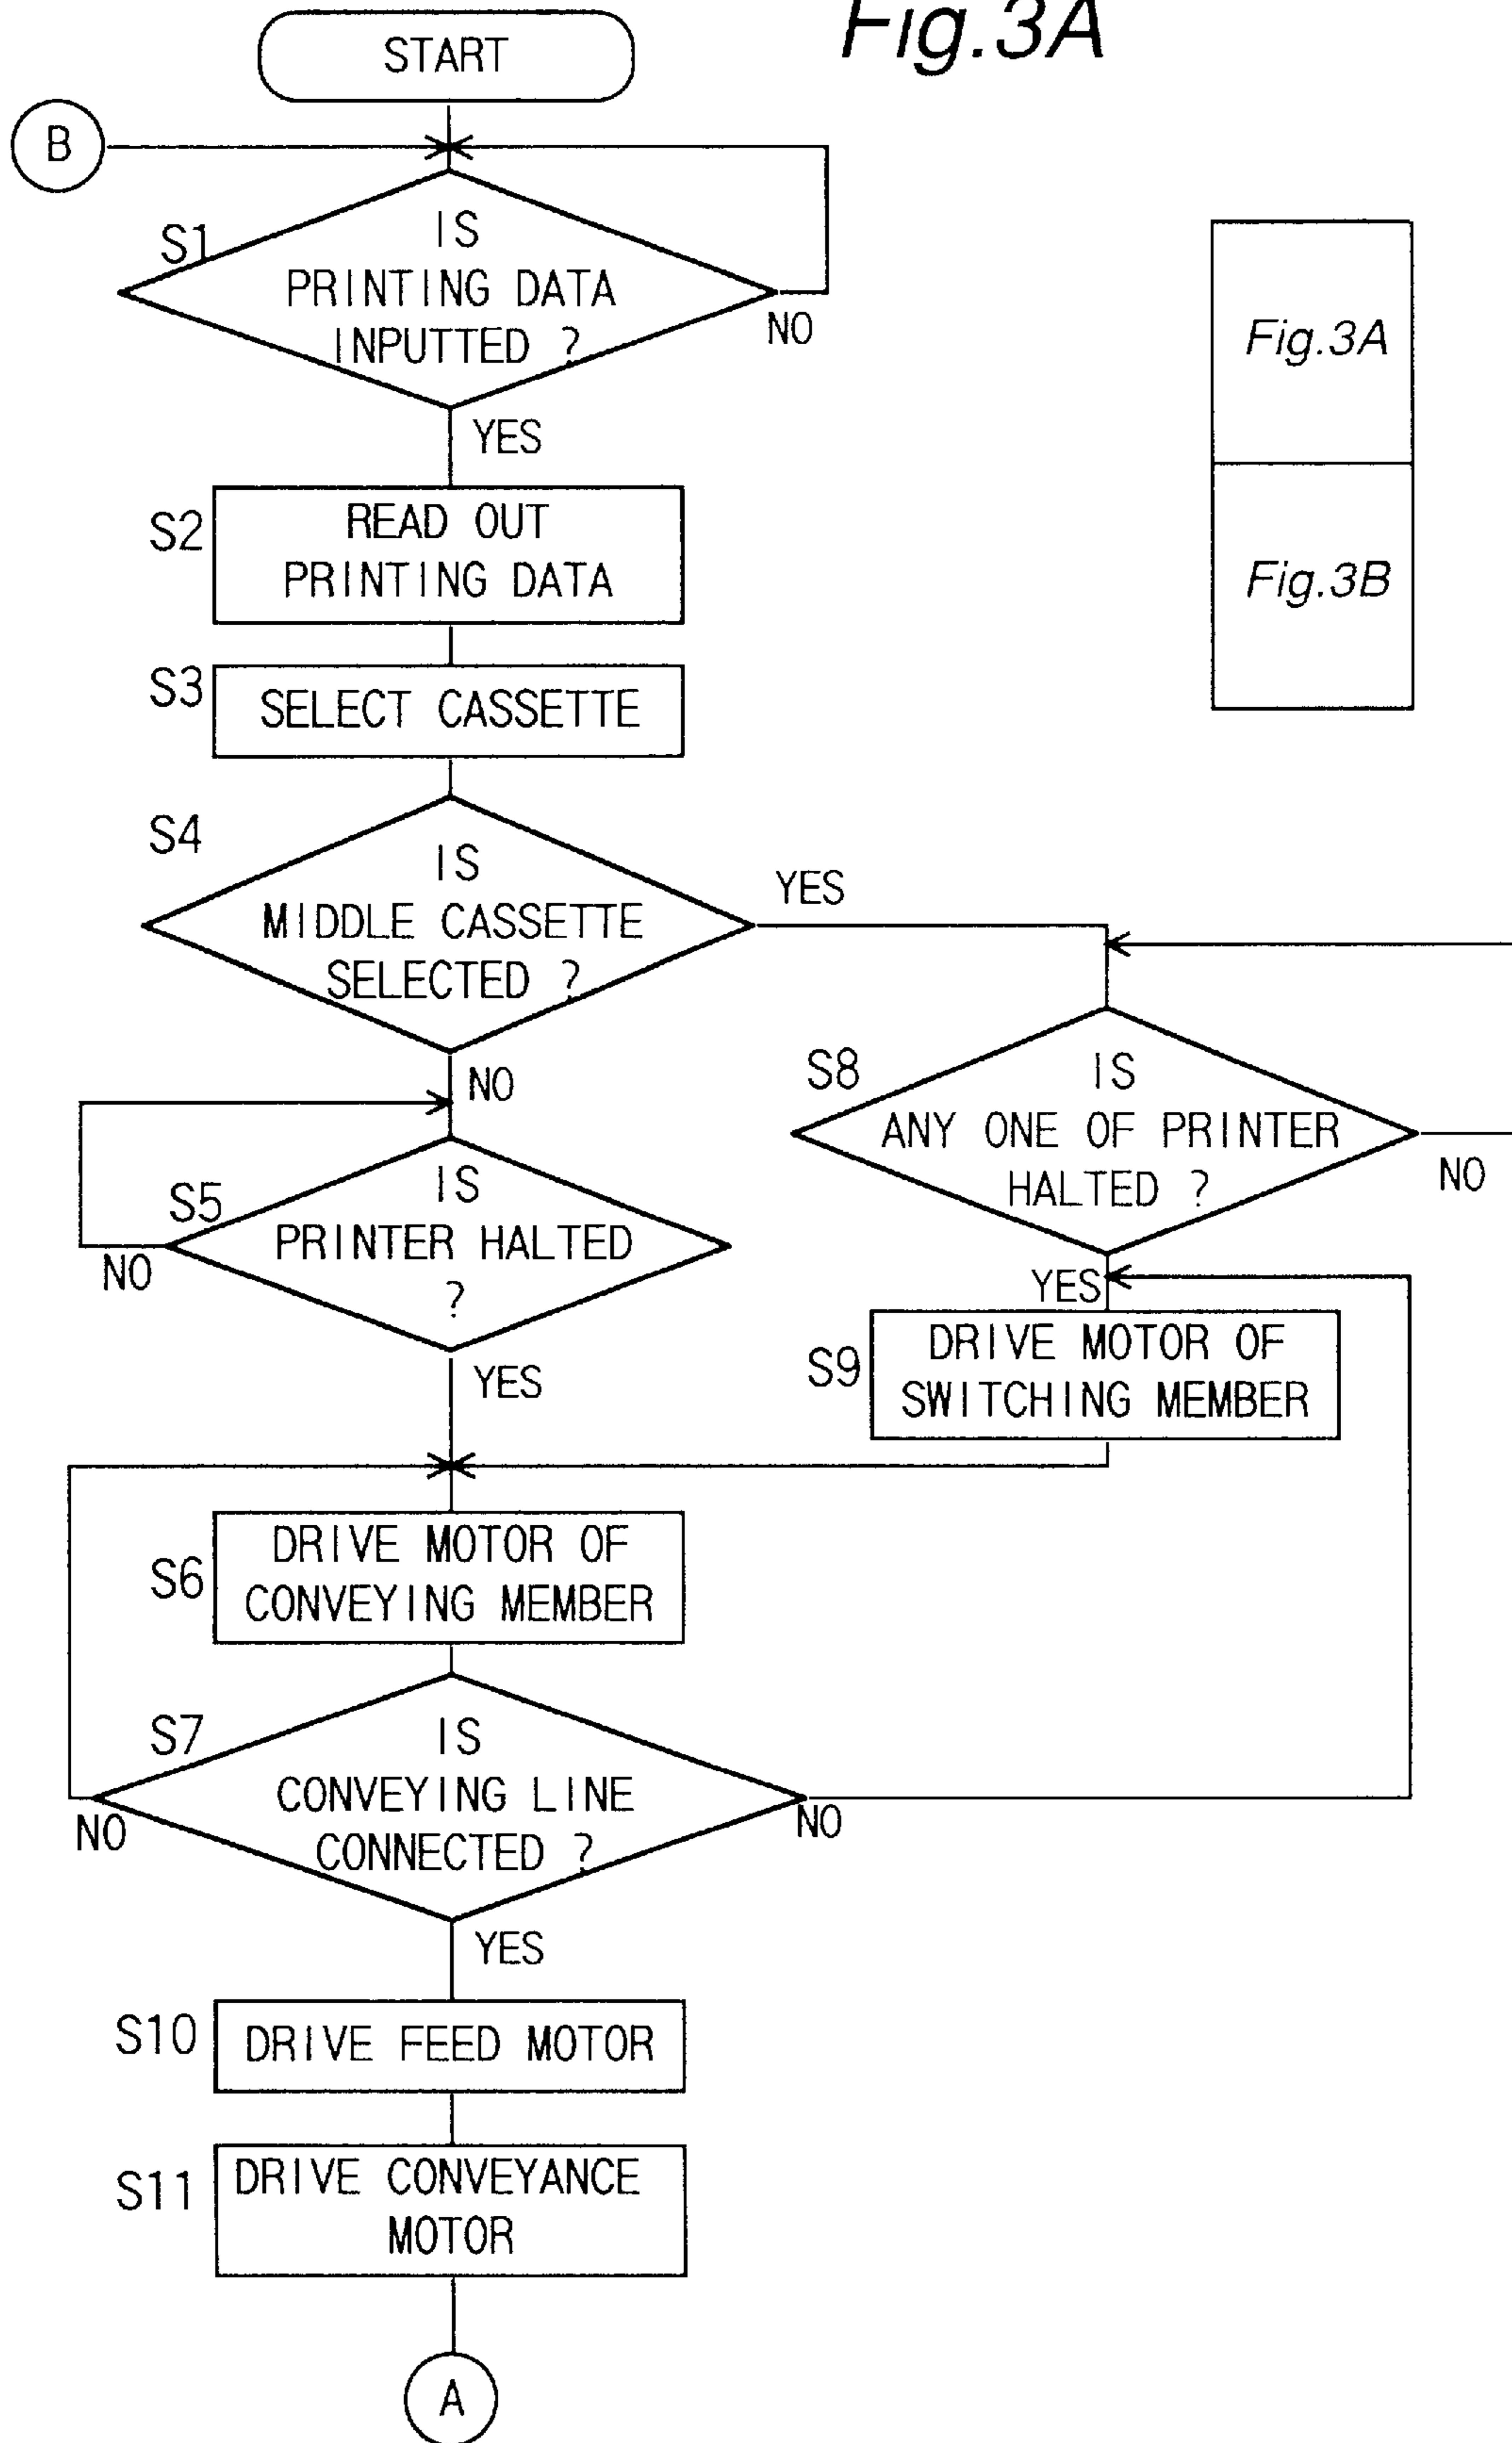 Fig.3A
START
B
S1
IS
PRINTING DATA
INPUTTED ?
NO
YES
Fig.3A
Fig.3B
S2
READ OUT
PRINTING DATA
S3
SELECT CASSETTE
S4
IS
MIDDLE CASSETTE
SELECTED ?
YES
NO
S5
IS
PRINTER HALTED
?
NO
YES
S8
IS
ANY ONE OF PRINTER
HALTED ?
NO
YES
S9
DRIVE MOTOR OF
SWITCHING MEMBER
S6
DRIVE MOTOR OF
CONVEYING MEMBER
S7
IS
CONVEYING LINE
CONNECTED ?
NO
NO
YES
S10
DRIVE FEED MOTOR
S11
DRIVE CONVEYANCE
MOTOR
A